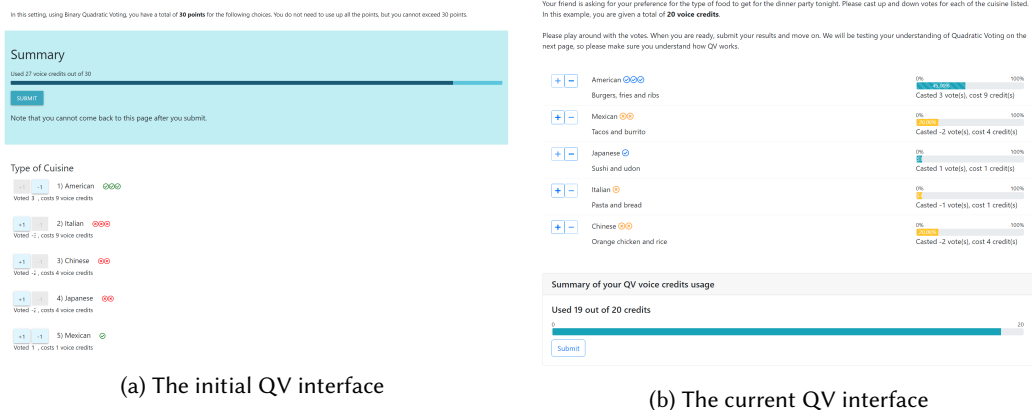 In this setting, using Binary Quadratic Voting, you have a total of 30 points for the following choices. You do not need to use up all the points, but you cannot exceed 30 points.
Summary
Used 27 voice credits out of 30
SUBMIT
Note that you cannot come back to this page after you submit.
Type of Cuisine
+1 -1 1) American
Voted 3 , costs 9 voice credits
+1 -1 2) Italian
Voted -3 , costs 9 voice credits
+1 -1 3) Chinese
Voted -2 , costs 4 voice credits
+1 -1 4) Japanese
Voted -2 , costs 4 voice credits
+1 -1 5) Mexican
Voted 1 , costs 1 voice credits
(a) The initial QV interface
Your friend is asking for your preference for the type of food to get for the dinner party tonight. Please cast up and down votes for each of the cuisine listed.
In this example, you are given a total of 20 voice credits.
Please play around with the votes. When you are ready, submit your results and move on. We will be testing your understanding of Quadratic Voting on the
next page, so please make sure you understand how QV works.
+ - American 0% 100%
Burgers, fries and ribs Casted 3 vote(s), cost 9 credit(s)
+ - Mexican 0% 100%
20.00%
Tacos and burrito Casted -2 vote(s), cost 4 credit(s)
+ - Japanese 0% 100%
Sushi and udon Casted 1 vote(s), cost 1 credit(s)
+ - Italian 0% 100%
Pasta and bread Casted -1 vote(s), cost 1 credit(s)
+ - Chinese 0% 100%
20.00%
Orange chicken and rice Casted -2 vote(s), cost 4 credit(s)
Summary of your QV voice credits usage
Used 19 out of 20 credits
0 20
Submit
(b) The current QV interface